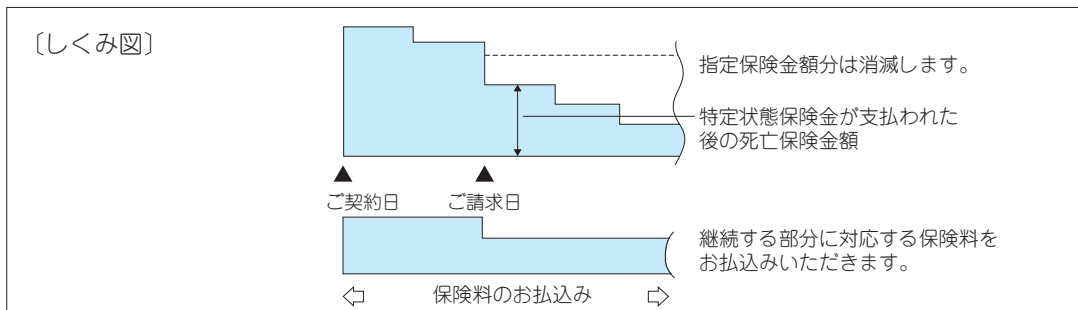 〔しくみ図〕
指定保険金額分は消滅します。
特定状態保険金が支払われた
後の死亡保険金額
▲ ▲
ご契約日 ご請求日
継続する部分に対応する保険料を
お払込みいただきます。
⇦ 保険料のお払込み ⇨